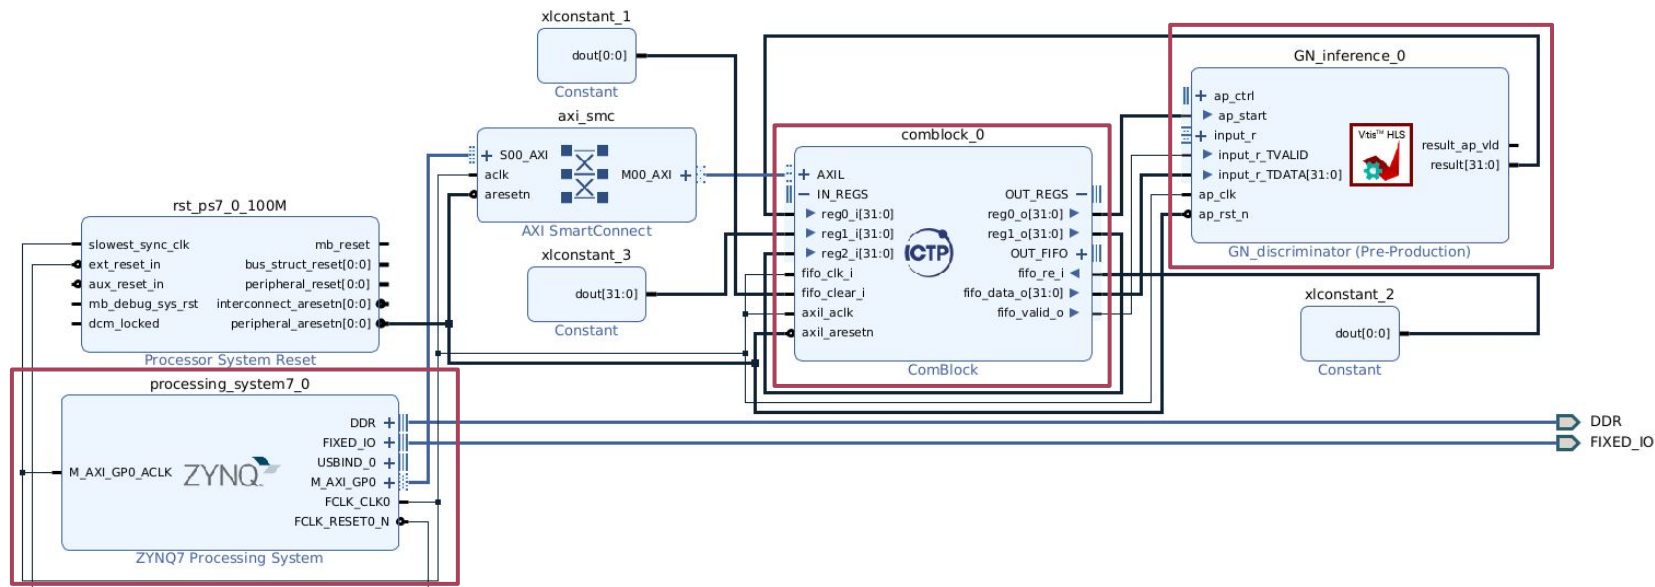 xlconstant_1
dout[0:0]
Constant
axi_smc
S00_AXI
aclk
aresetn
M00_AXI
AXI SmartConnect
xlconstant_3
dout[31:0]
Constant
rst_ps7_0_100M
slowest_sync_clk
ext_reset_in
aux_reset_in
mb_debug_sys_rst
dcm_locked
mb_reset
bus_struct_reset[0:0]
peripheral_reset[0:0]
interconnect_aresetn[0:0]
peripheral_aresetn[0:0]
Processor System Reset
processing_system7_0
M_AXI_GP0_ACLK
ZYNQ
DDR
FIXED_IO
USBIND_0
M_AXI_GP0
FCLK_CLK0
FCLK_RESET0_N
ZYNQ7 Processing System
comblock_0
AXIL
IN_REGS
reg0_i[31:0]
reg1_i[31:0]
reg2_i[31:0]
fifo_clk_i
fifo_clear_i
axil_aclk
axil_aresetn
ICTP
OUT_REGS
reg0_o[31:0]
reg1_o[31:0]
OUT_FIFO
fifo_re_i
fifo_data_o[31:0]
fifo_valid_o
ComBlock
GN_inference_0
ap_ctrl
ap_start
input_r
input_r_TVALID
input_r_TDATA[31:0]
ap_clk
ap_rst_n
Vitis™ HLS
result_ap_vld
result[31:0]
GN_discriminator (Pre-Production)
xlconstant_2
dout[0:0]
Constant
DDR
FIXED_IO